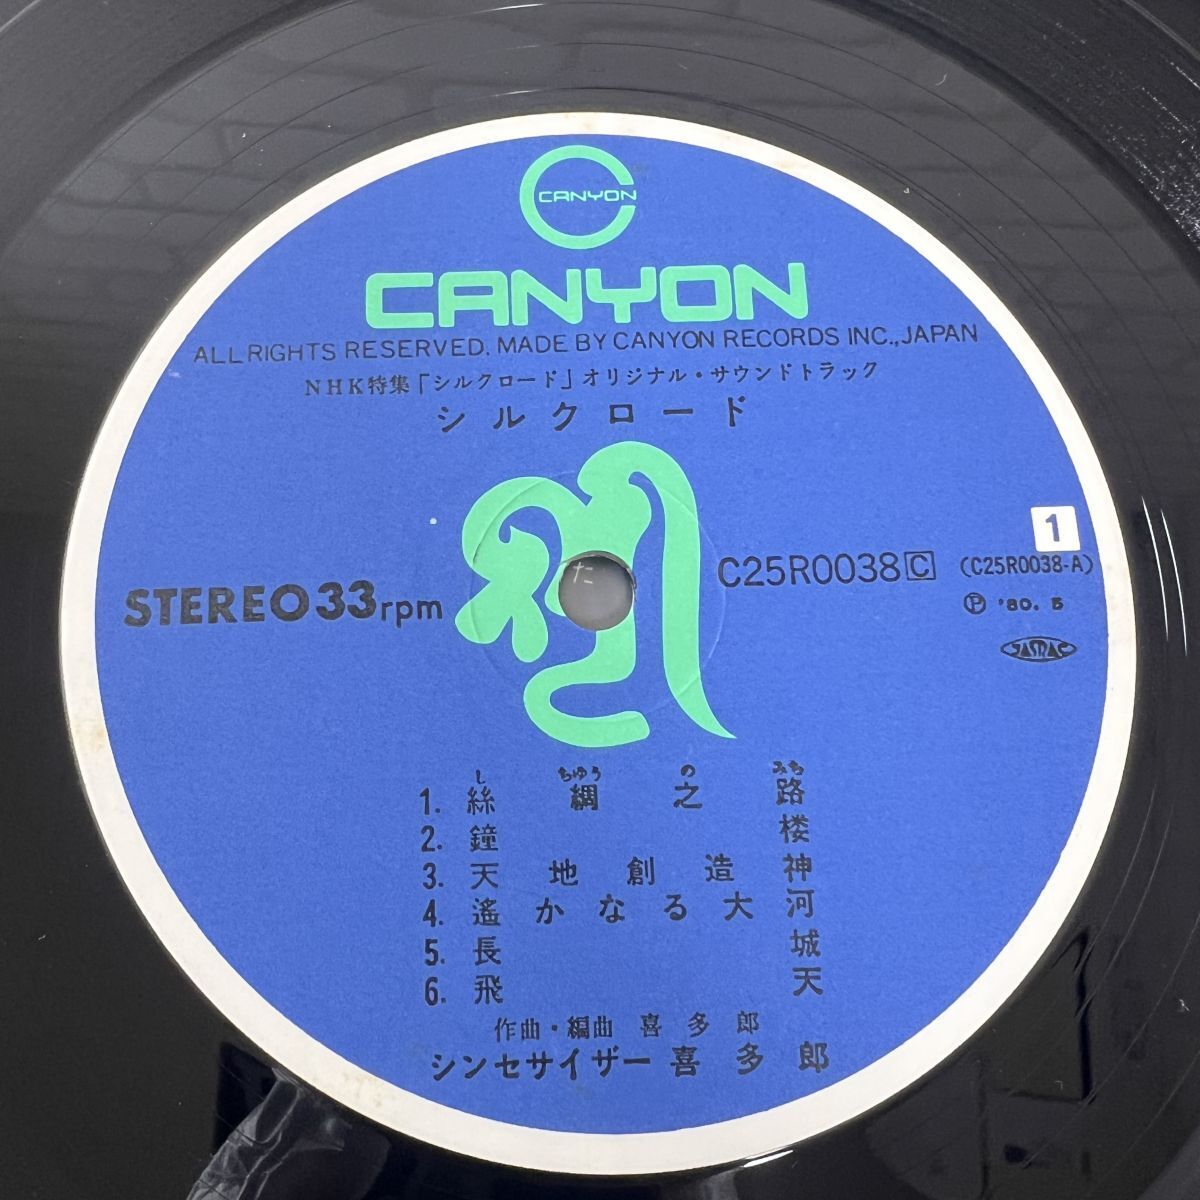 CANYON
CANYON
ALL RIGHTS RESERVED. MADE BY CANYON RECORDS INC., JAPAN
NHK特集「シルクロード」オリジナル・サウンドトラック
シルクロード
1
STEREO 33rpm
C25R0038 C (C25R0038-A)
Ⓟ '80. 5
JASRAC
し ちゅう の みち
1. 絲綢之路
2. 鐘楼
3. 天地創造神
4. 遙かなる大河
5. 長城
6. 飛天
作曲・編曲 喜多郎
シンセサイザー 喜多郎